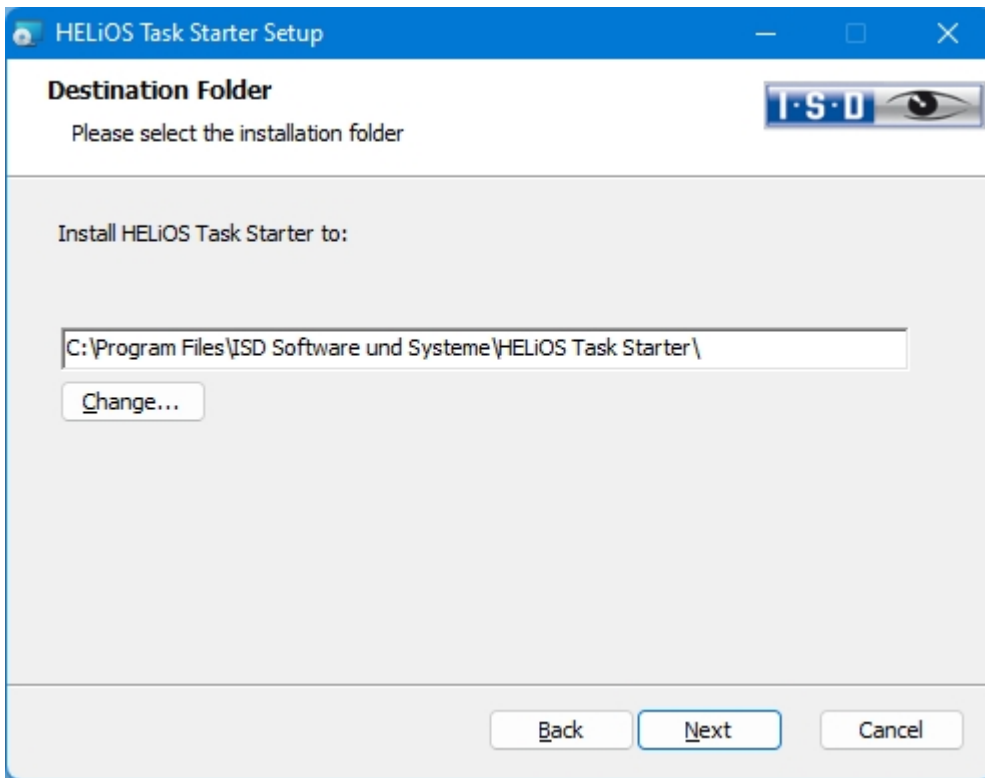 HELiOS Task Starter Setup
Destination Folder
I·S·D
Please select the installation folder
Install HELiOS Task Starter to:
C:\Program Files\ISD Software und Systeme\HELiOS Task Starter\
Change...
Back Next Cancel